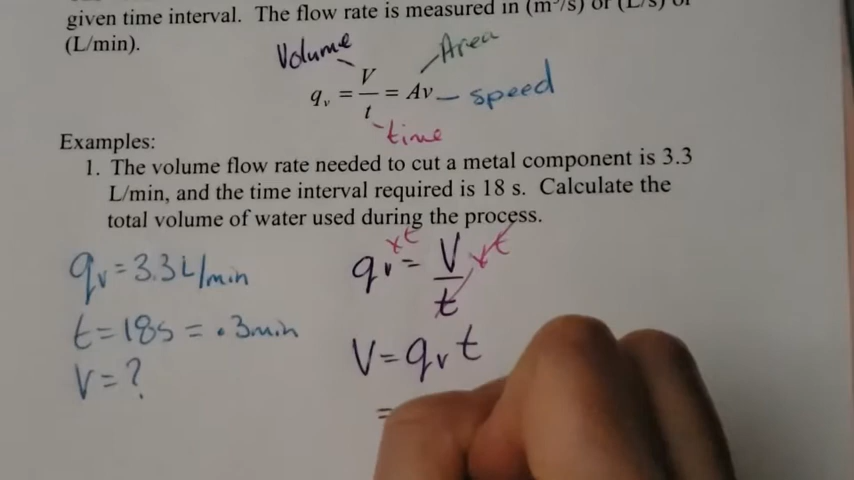 given time interval. The flow rate is measured in (m³/s) or (L/s) or
(L/min).
Volume
Area
qv = V/t = Av
speed
time
Examples:
1. The volume flow rate needed to cut a metal component is 3.3
L/min, and the time interval required is 18 s. Calculate the
total volume of water used during the process.
qv = 3.3 L/min
t = 18s = .3min
V = ?
xt qv = V/t xt
V = qv t
=